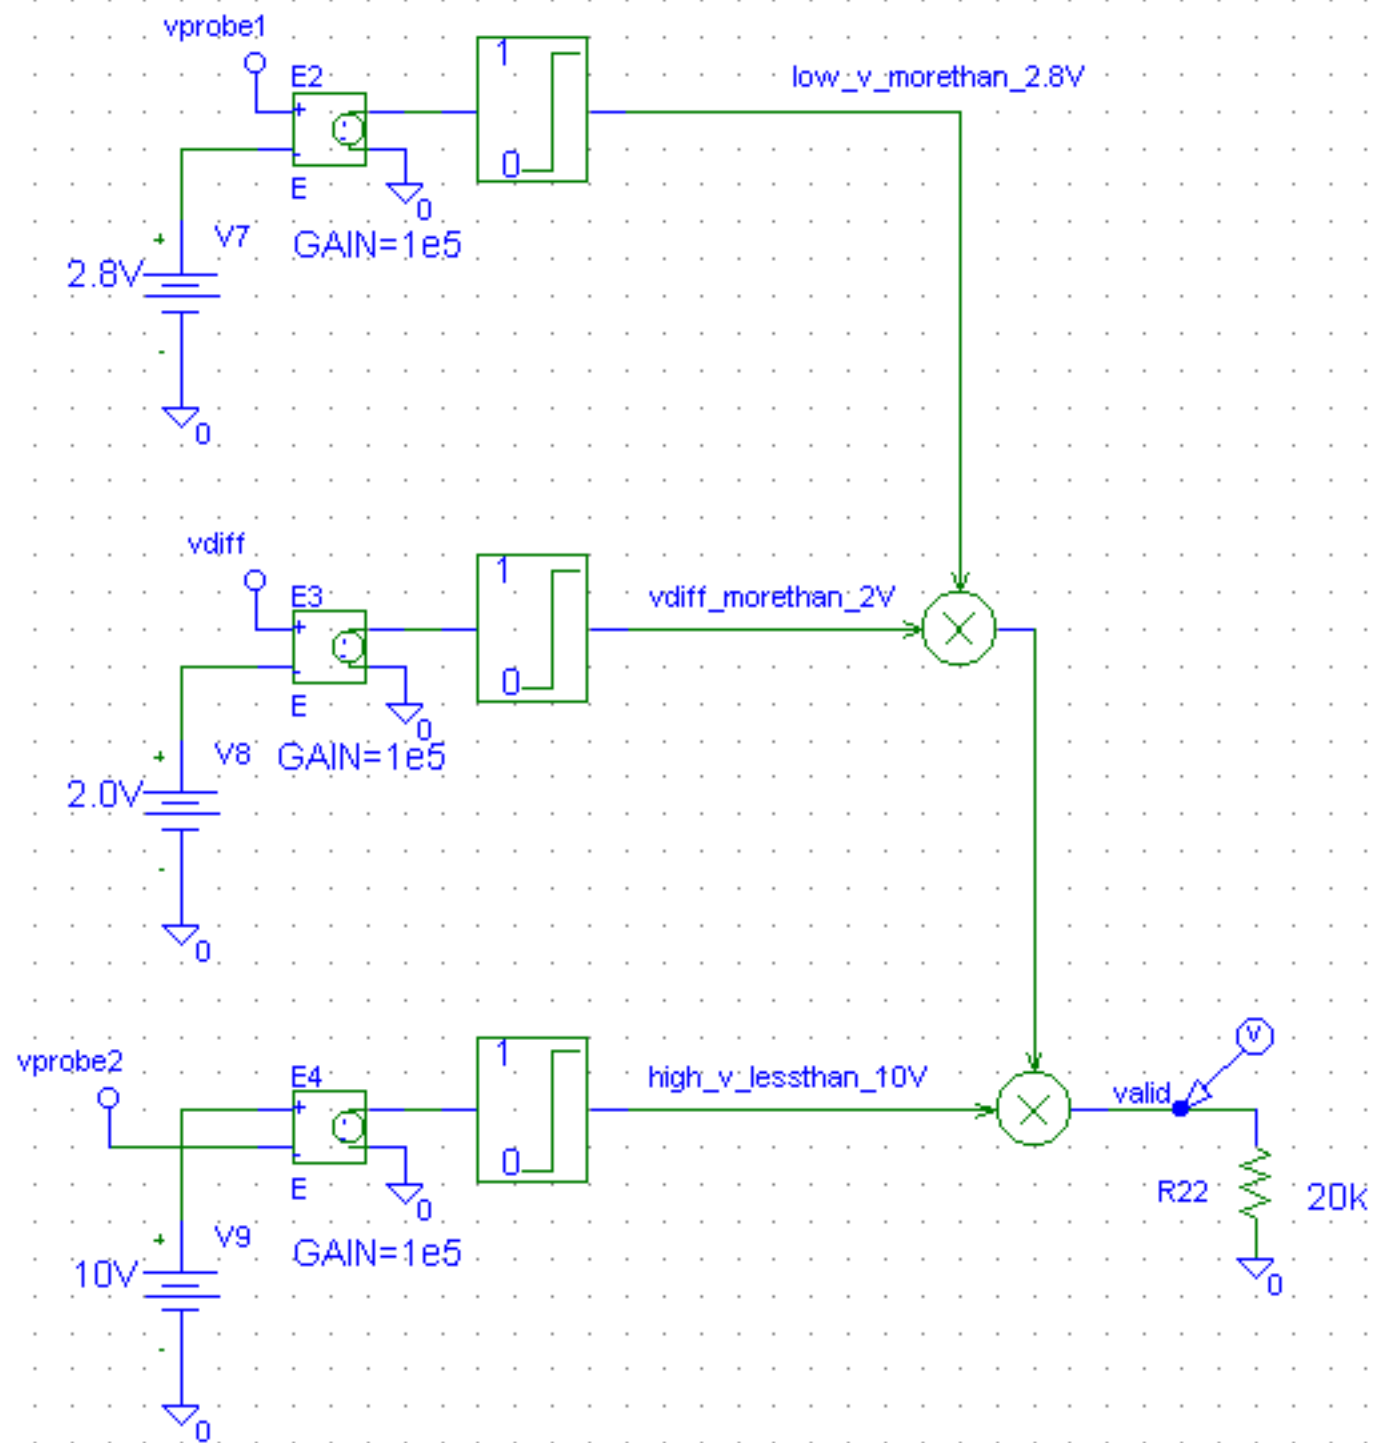 vprobe1
E2
1
0
low_v_morethan_2.8V
+
-
E
0
GAIN=1e5
+
V7
2.8V
-
0
vdiff
E3
1
0
vdiff_morethan_2V
+
-
E
0
GAIN=1e5
+
V8
2.0V
-
0
vprobe2
E4
1
0
high_v_lessthan_10V
+
-
E
0
GAIN=1e5
+
V9
10V
-
0
V
valid
R22
20k
0